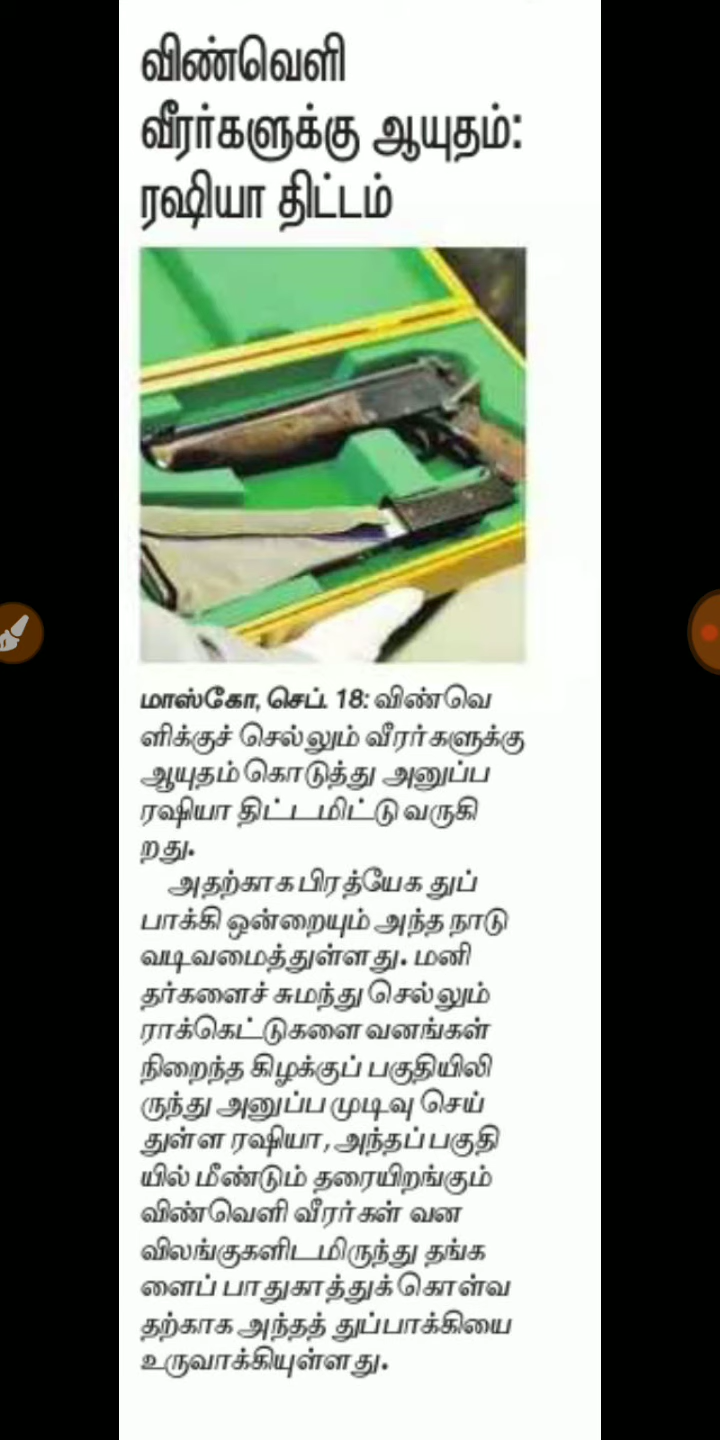 விண்வெளி
வீரர்களுக்கு ஆயுதம்:
ரஷியா திட்டம்
மாஸ்கோ, செப். 18: விண்வெ
ளிக்குச் செல்லும் வீரர்களுக்கு
ஆயுதம் கொடுத்து அனுப்ப
ரஷியா திட்டமிட்டு வருகி
றது.
அதற்காக பிரத்யேக துப்
பாக்கி ஒன்றையும் அந்த நாடு
வடிவமைத்துள்ளது. மனி
தர்களைச் சுமந்து செல்லும்
ராக்கெட்டுகளை வனங்கள்
நிறைந்த கிழக்குப் பகுதியிலி
ருந்து அனுப்ப முடிவு செய்
துள்ள ரஷியா, அந்தப் பகுதி
யில் மீண்டும் தரையிறங்கும்
விண்வெளி வீரர்கள் வன
விலங்குகளிடமிருந்து தங்க
ளைப் பாதுகாத்துக் கொள்வ
தற்காக அந்தத் துப்பாக்கியை
உருவாக்கியுள்ளது.